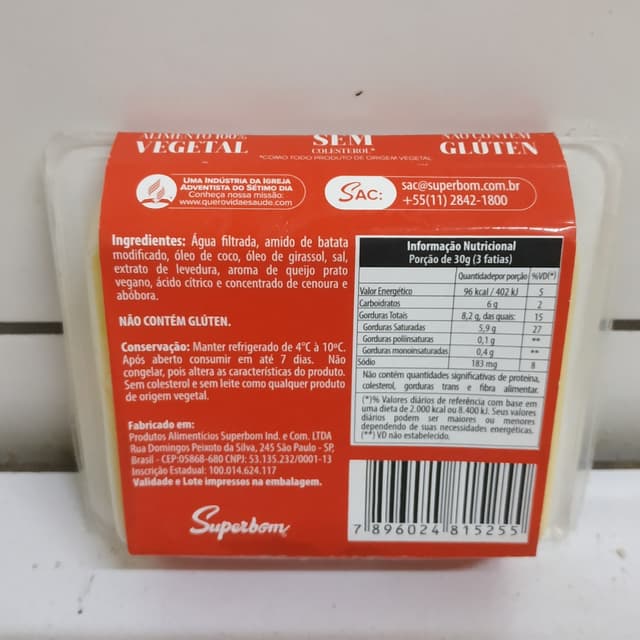 ALIMENTO 100%
VEGETAL
SEM
COLESTEROL*
*COMO TODO PRODUTO DE ORIGEM VEGETAL
NÃO CONTÉM
GLÚTEN
UMA INDÚSTRIA DA IGREJA
ADVENTISTA DO SÉTIMO DIA
Conheça nossa missão:
www.querovidaesaude.com
SAC:
sac@superbom.com.br
+55(11) 2842-1800
Ingredientes: Água filtrada, amido de batata
modificado, óleo de coco, óleo de girassol, sal,
extrato de levedura, aroma de queijo prato
vegano, ácido cítrico e concentrado de cenoura e
abóbora.
NÃO CONTÉM GLÚTEN.
Conservação: Manter refrigerado de 4°C à 10ºC.
Após aberto consumir em até 7 dias. Não
congelar, pois altera as características do produto.
Sem colesterol e sem leite como qualquer produto
de origem vegetal.
Fabricado em:
Produtos Alimentícios Superbom Ind. e Com. LTDA
Rua Domingos Peixoto da Silva, 245 São Paulo - SP,
Brasil - CEP:05868-680 CNPJ: 53.135.232/0001-13
Inscrição Estadual: 100.014.624.117
Validade e Lote impressos na embalagem.
Superbom
Informação Nutricional
Porção de 30g (3 fatias)
Quantidadepor porção %VD(*)
Valor Energético 96 kcal / 402 kJ 5
Carboidratos 6 g 2
Gorduras Totais 8,2 g, das quais: 15
Gorduras Saturadas 5,9 g 27
Gorduras poliinsaturas 0,1 g **
Gorduras monoinsaturadas 0,4 g **
Sódio 183 mg 8
Não contém quantidades significativas de proteína,
colesterol, gorduras trans e fibra alimentar.
(*)% Valores diários de referência com base em
uma dieta de 2.000 kcal ou 8.400 kJ. Seus valores
diários podem ser maiores ou menores
dependendo de suas necessidades energéticas.
(**) VD não estabelecido.
7 896024 815255